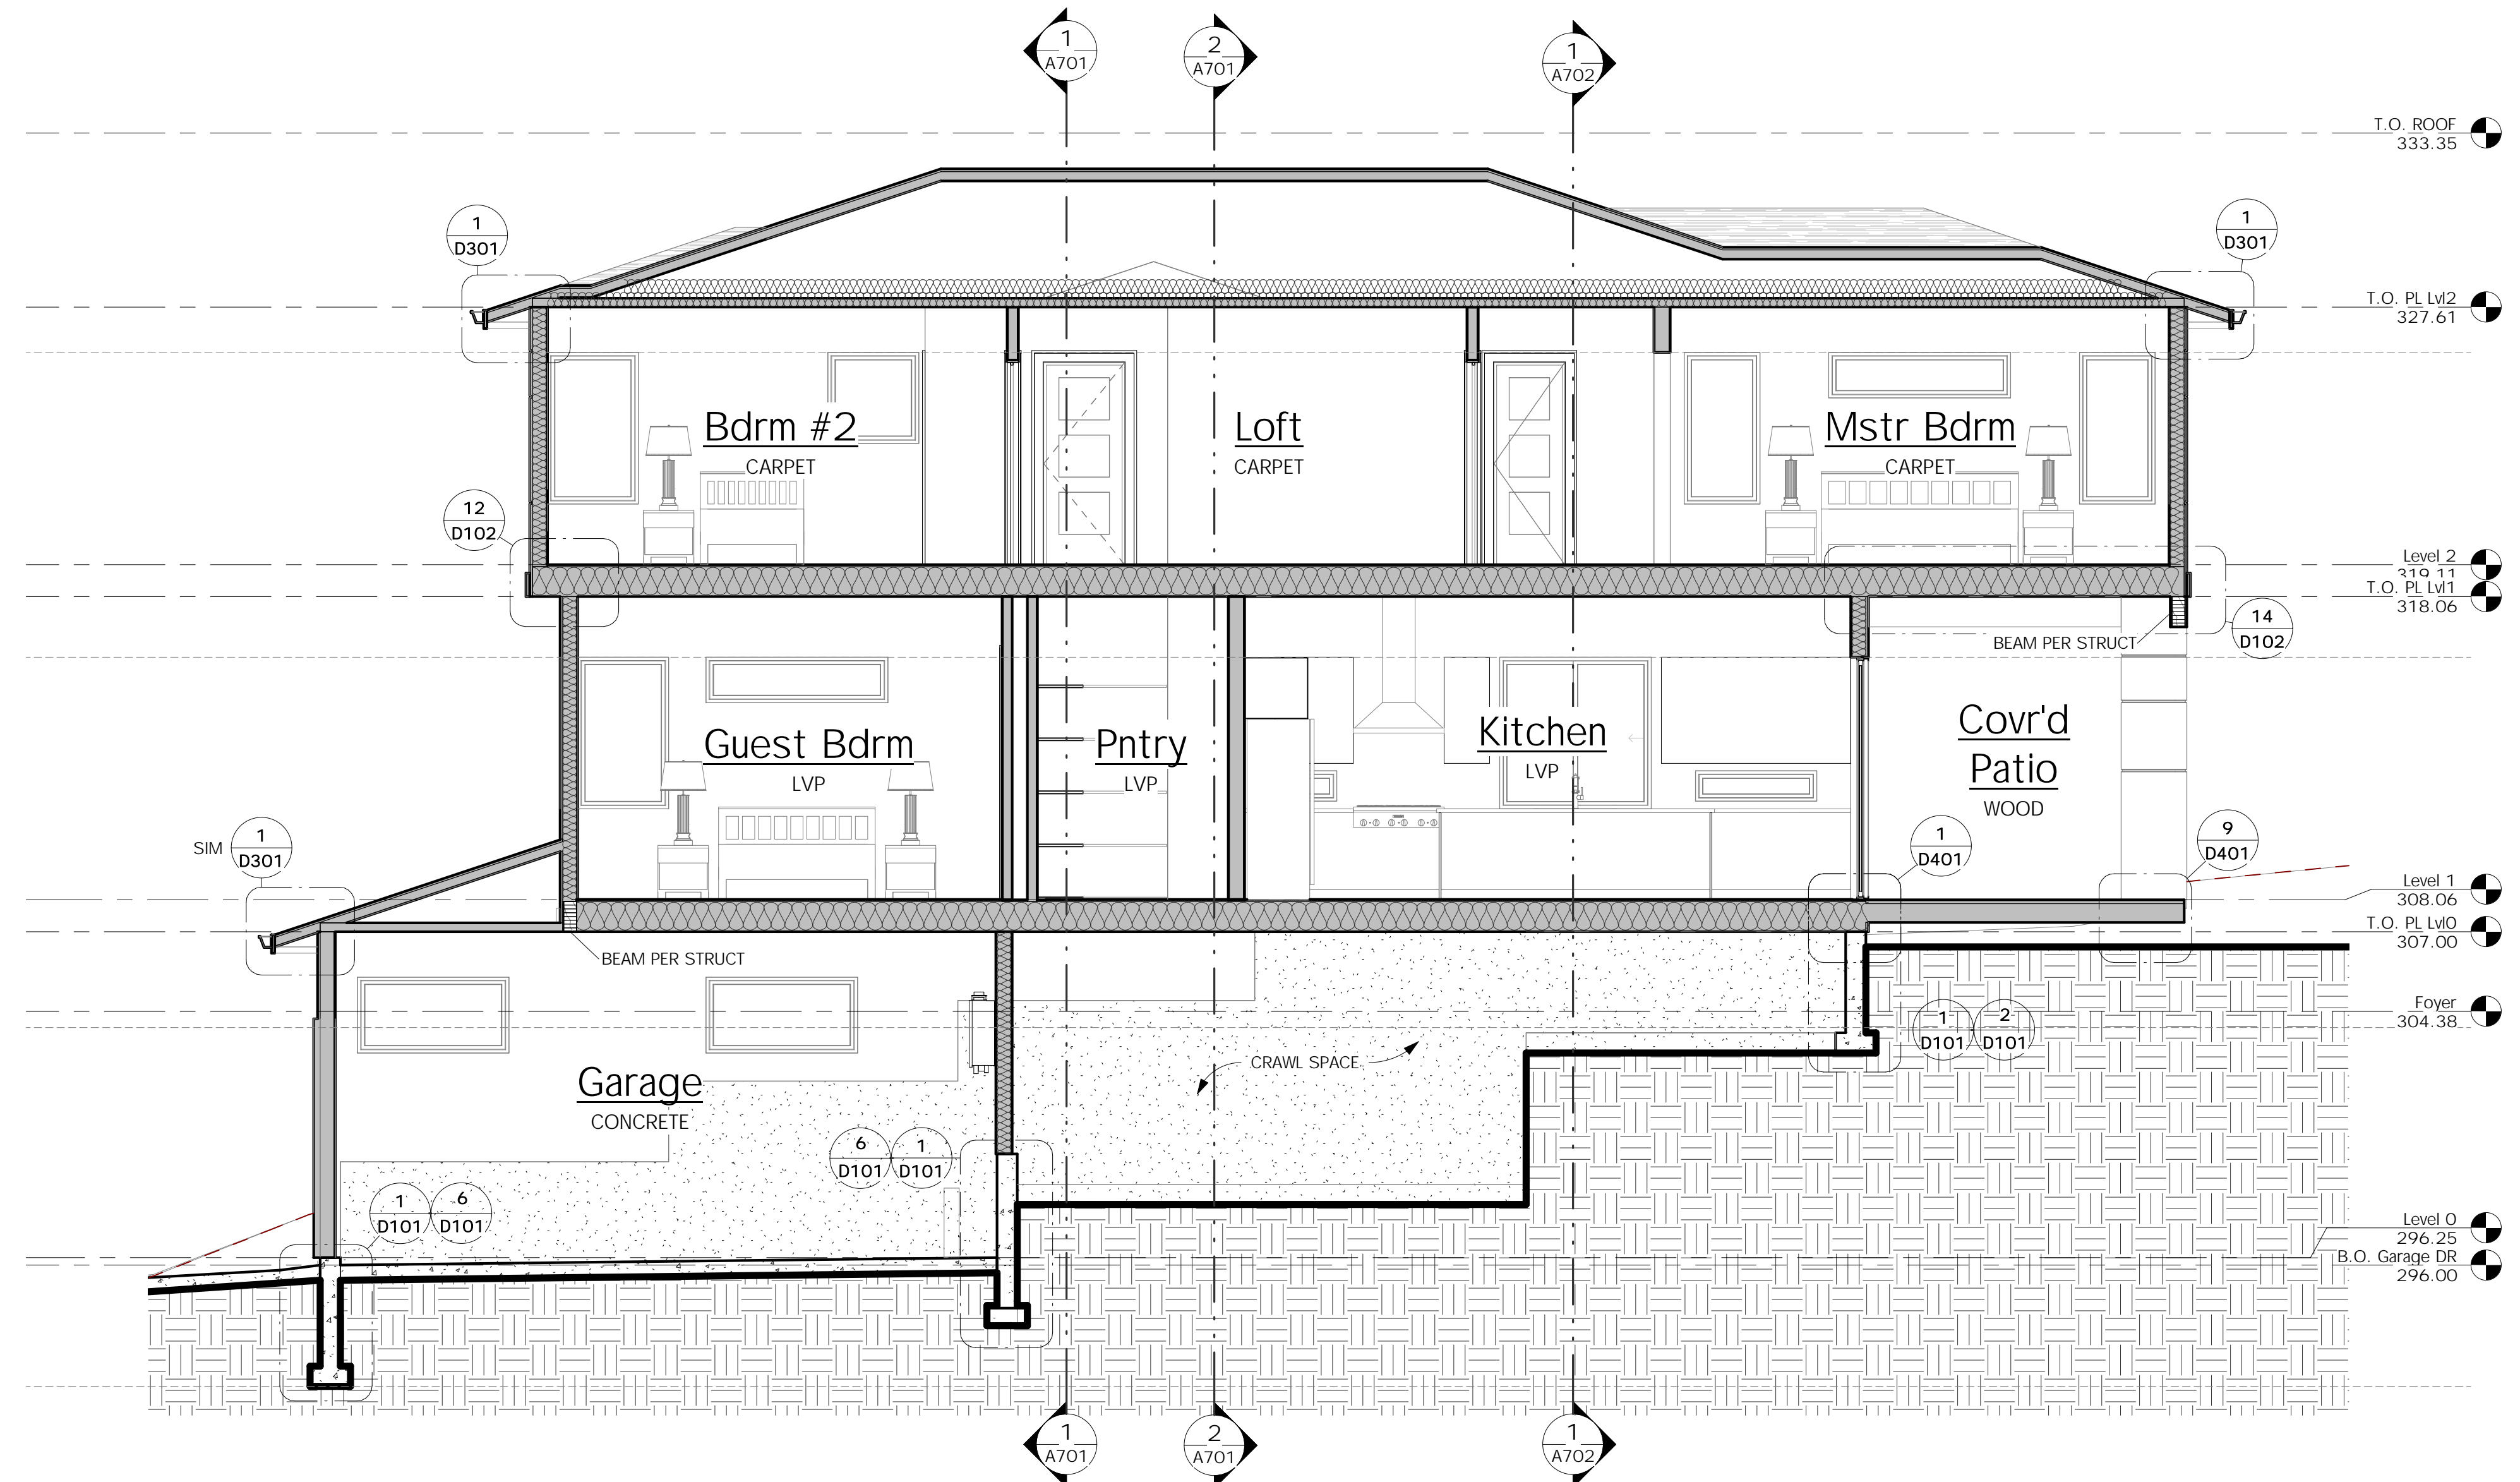 1
A701
2
A701
1
A702
T.O. ROOF
333.35
1
D301
1
D301
T.O. PL Lvl2
327.61
Bdrm #2
CARPET
Loft
CARPET
Mstr Bdrm
CARPET
12
D102
Level 2
319.11
T.O. PL Lvl1
318.06
14
D102
BEAM PER STRUCT
Guest Bdrm
LVP
Pntry
LVP
Kitchen
LVP
Covr'd
Patio
WOOD
SIM
1
D301
1
D401
9
D401
Level 1
308.06
T.O. PL Lvl0
307.00
BEAM PER STRUCT
Foyer
304.38
1
D101
2
D101
CRAWL SPACE
Garage
CONCRETE
6
D101
1
D101
1
D101
6
D101
Level 0
296.25
B.O. Garage DR
296.00
1
A701
2
A701
1
A702